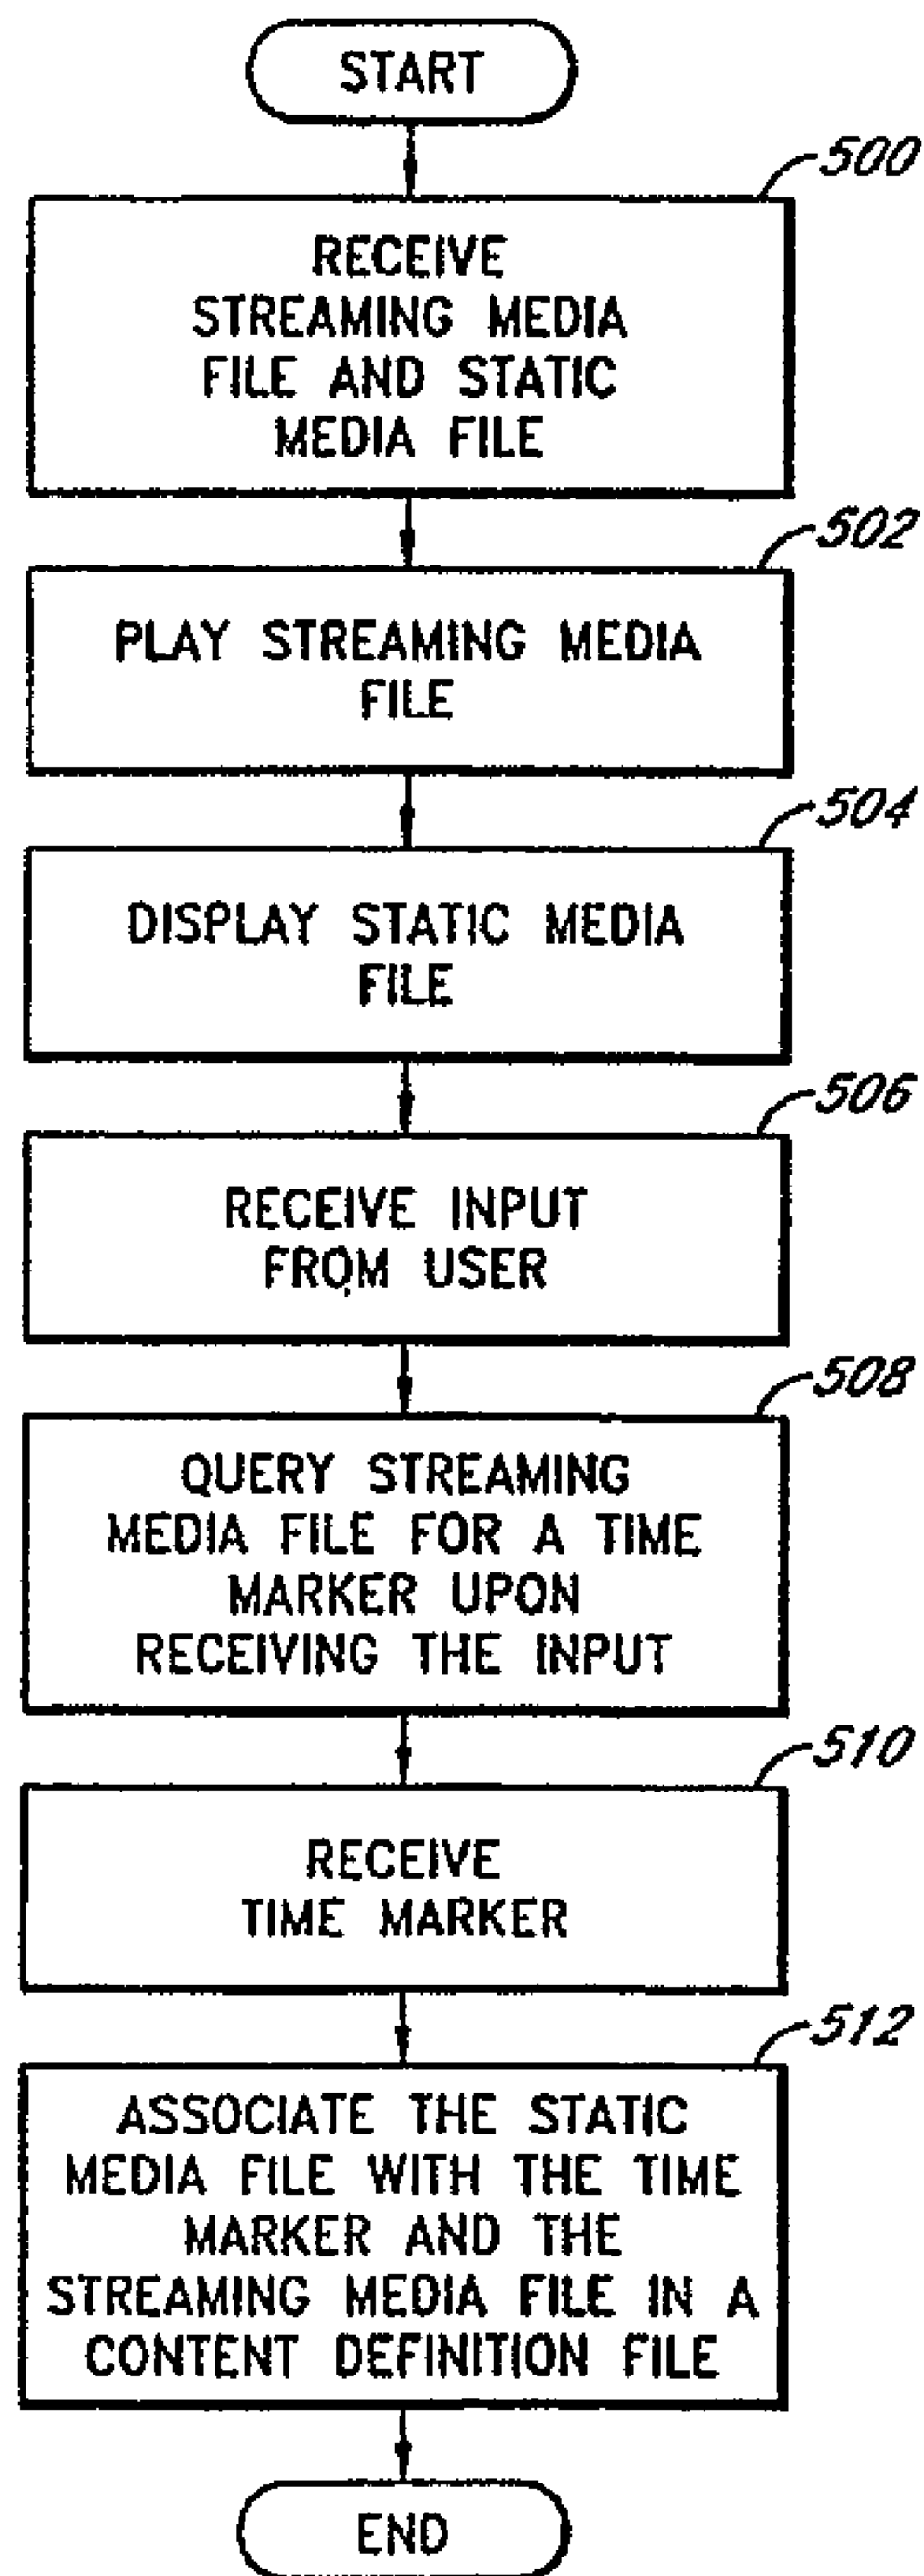 START
500
RECEIVE
STREAMING MEDIA
FILE AND STATIC
MEDIA FILE
502
PLAY STREAMING MEDIA
FILE
504
DISPLAY STATIC MEDIA
FILE
506
RECEIVE INPUT
FROM USER
508
QUERY STREAMING
MEDIA FILE FOR A TIME
MARKER UPON
RECEIVING THE INPUT
510
RECEIVE
TIME MARKER
512
ASSOCIATE THE STATIC
MEDIA FILE WITH THE TIME
MARKER AND THE
STREAMING MEDIA FILE IN A
CONTENT DEFINITION FILE
END